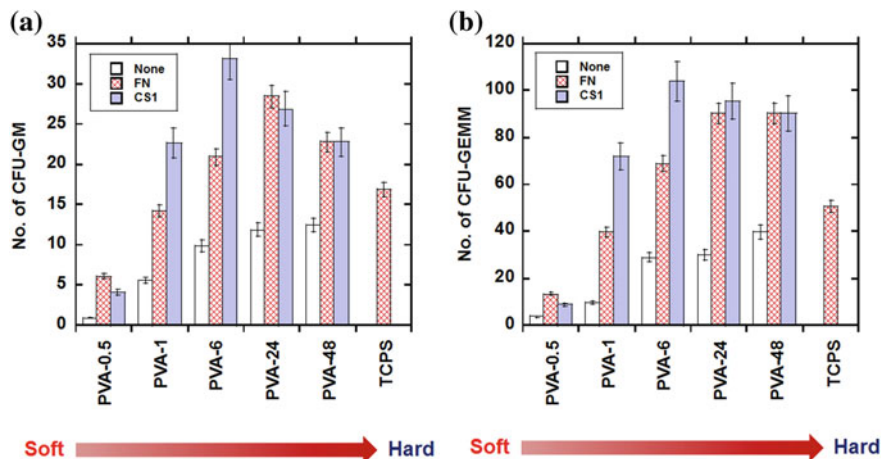 (a)
No. of CFU-GM
35
30
25
20
15
10
5
0
None
FN
CS1
PVA-0.5
PVA-1
PVA-6
PVA-24
PVA-48
TCPS
Soft
Hard
(b)
No. of CFU-GEMM
120
100
80
60
40
20
0
None
FN
CS1
PVA-0.5
PVA-1
PVA-6
PVA-24
PVA-48
TCPS
Soft
Hard